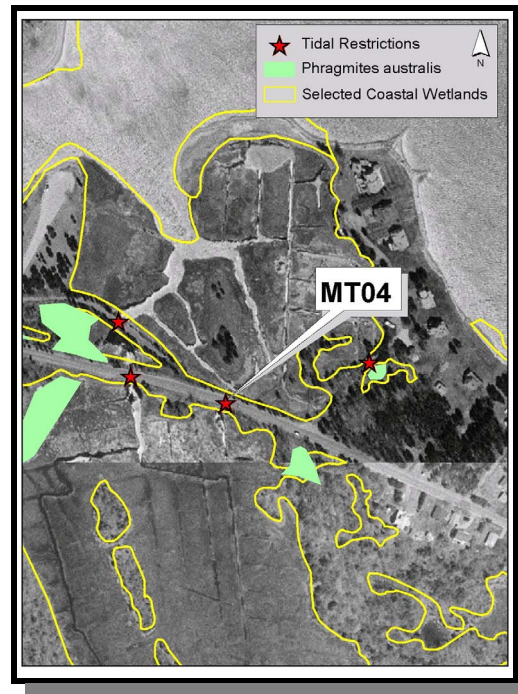 Tidal Restrictions
Phragmites australis
N
Selected Coastal Wetlands
MT04